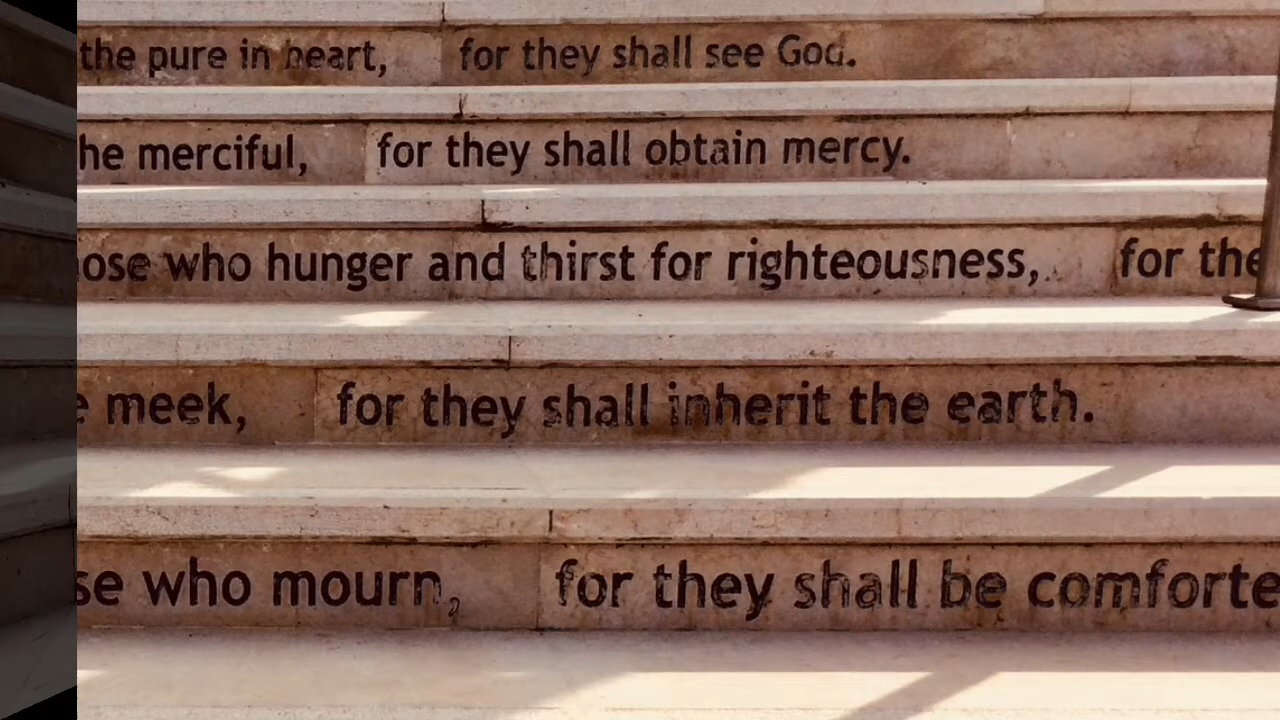 the pure in heart, for they shall see God.
he merciful, for they shall obtain mercy.
ose who hunger and thirst for righteousness, for the
e meek, for they shall inherit the earth.
se who mourn, for they shall be comforte